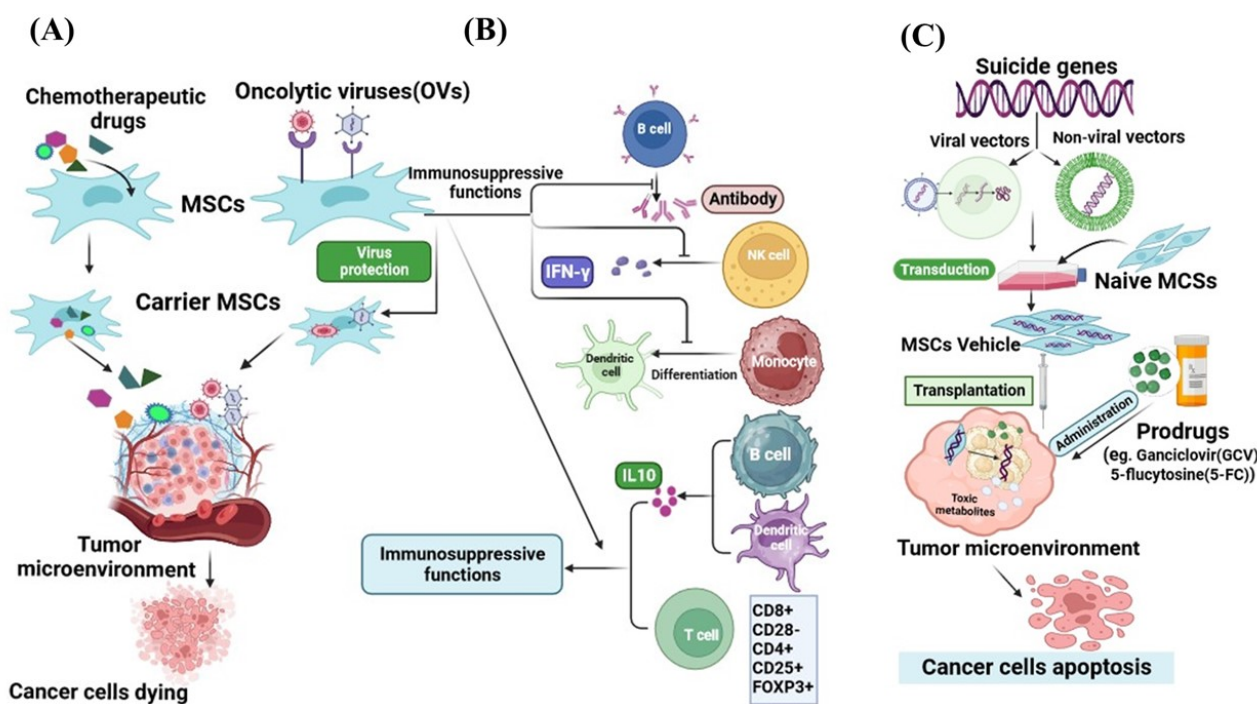 (A)
Chemotherapeutic
drugs
MSCs
Carrier MSCs
Tumor
microenvironment
Cancer cells dying
(B)
Oncolytic viruses(OVs)
Immunosuppressive
functions
Virus
protection
B cell
Antibody
IFN-γ
NK cell
Dendritic
cell
Differentiation
Monocyte
IL10
B cell
Dendritic
cell
Immunosuppressive
functions
T cell
CD8+
CD28-
CD4+
CD25+
FOXP3+
(C)
Suicide genes
Viral vectors
Non-viral vectors
Transduction
Naive MCSs
MSCs Vehicle
Transplantation
Administration
Prodrugs
(eg. Ganciclovir(GCV)
5-flucytosine(5-FC))
Toxic
metabolites
Tumor microenvironment
Cancer cells apoptosis